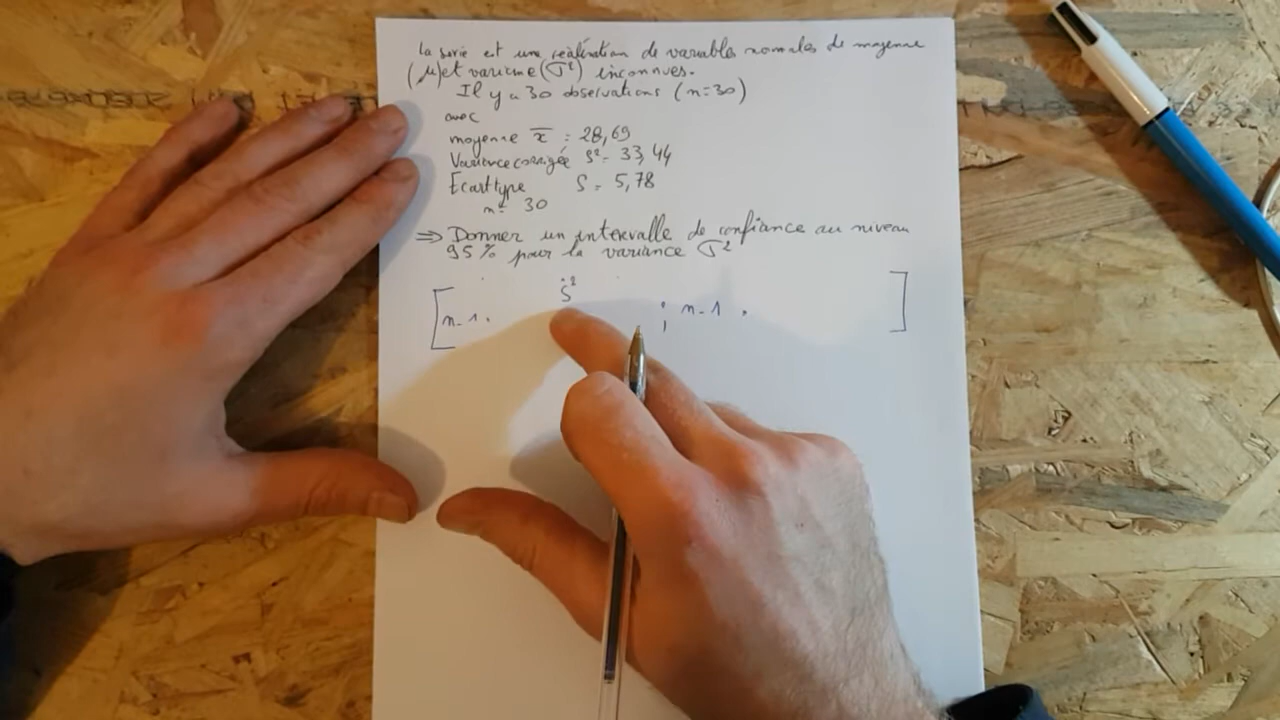 La série est une réalisation de variables normales de moyenne
(μ) et variance (σ²) inconnues.
Il y a 30 observations (n=30)
avec
moyenne x̄ : 28,69
Variance corrigée S² = 33,44
Ecart type S = 5,78
n = 30
⇒ Donner un intervalle de confiance au niveau
95% pour la variance σ²
[ n-1 . S² ; n-1 . ]